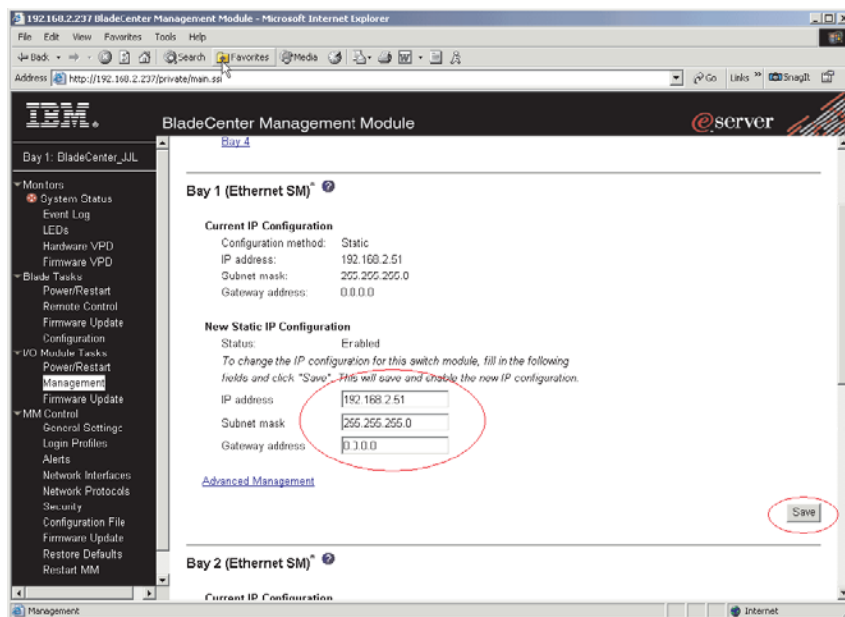 192.168.2.237 BladeCenter Management Module - Microsoft Internet Explorer
File Edit View Favorites Tools Help
Back Search Favorites Media
Address http://192.168.2.237/private/main.ssi Go Links » SnagIt
IBM. BladeCenter Management Module eserver
Bay 1: BladeCenter_JJL
Monitors
System Status
Event Log
LEDs
Hardware VPD
Firmware VPD
Blade Tasks
Power/Restart
Remote Control
Firmware Update
Configuration
I/O Module Tasks
Power/Restart
Management
Firmware Update
MM Control
General Settings
Login Profiles
Alerts
Network Interfaces
Network Protocols
Security
Configuration File
Firmware Update
Restore Defaults
Restart MM
Bay 4
Bay 1 (Ethernet SM)*
Current IP Configuration
Configuration method: Static
IP address: 192.168.2.51
Subnet mask: 255.255.255.0
Gateway address: 0.0.0.0
New Static IP Configuration
Status: Enabled
To change the IP configuration for this switch module, fill in the following
fields and click "Save". This will save and enable the new IP configuration.
IP address 192.168.2.51
Subnet mask 255.255.255.0
Gateway address 0.0.0.0
Advanced Management
Save
Bay 2 (Ethernet SM)*
Current IP Configuration
Management Internet